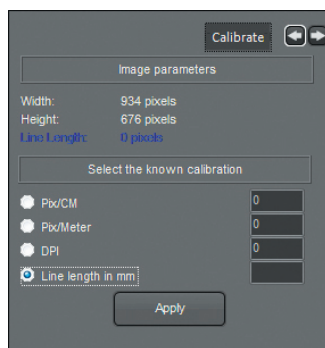 Calibrate
Image parameters
Width: 934 pixels
Height: 676 pixels
Line Length: 0 pixels
Select the known calibration
Pix/CM 0
Pix/Meter 0
DPI 0
Line length in mm
Apply